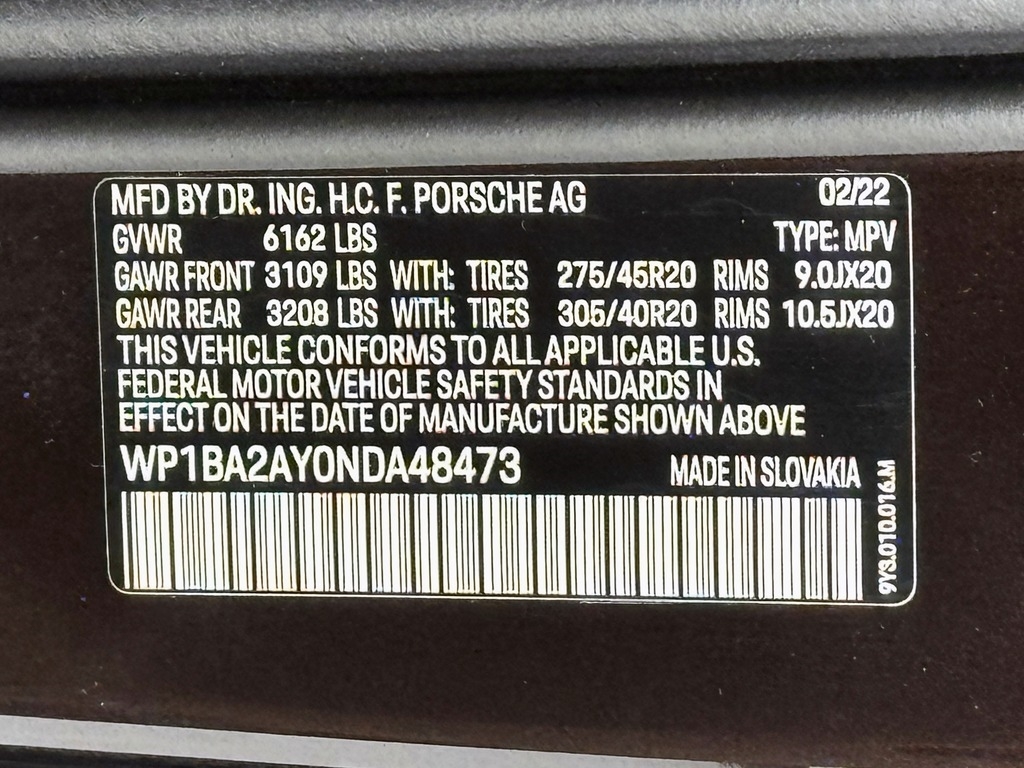 MFD BY DR. ING. H.C. F. PORSCHE AG 02/22
GVWR 6162 LBS TYPE: MPV
GAWR FRONT 3109 LBS WITH: TIRES 275/45R20 RIMS 9.0JX20
GAWR REAR 3208 LBS WITH: TIRES 305/40R20 RIMS 10.5JX20
THIS VEHICLE CONFORMS TO ALL APPLICABLE U.S.
FEDERAL MOTOR VEHICLE SAFETY STANDARDS IN
EFFECT ON THE DATE OF MANUFACTURE SHOWN ABOVE
WP1BA2AY0NDA48473 MADE IN SLOVAKIA
9Y3.010.016.M